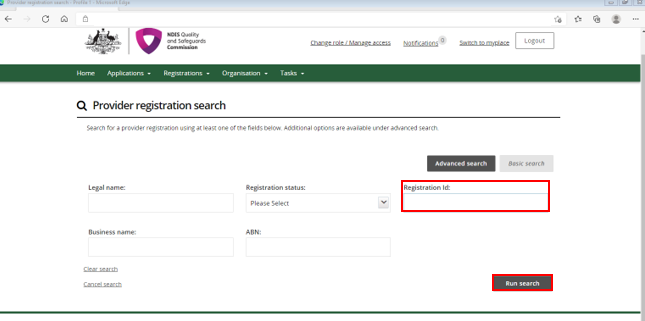 Provider registration search - Profile 1 - Microsoft Edge
NDIS Quality
and Safeguards
Commission
Change role / Manage access
Notifications 0
Switch to myplace
Logout
Home Applications Registrations Organisation Tasks
Provider registration search
Search for a provider registration using at least one of the fields below. Additional options are available under advanced search.
Advanced search Basic search
Legal name: Registration status: Registration Id:
Please Select
Business name: ABN:
Clear search
Cancel search Run search